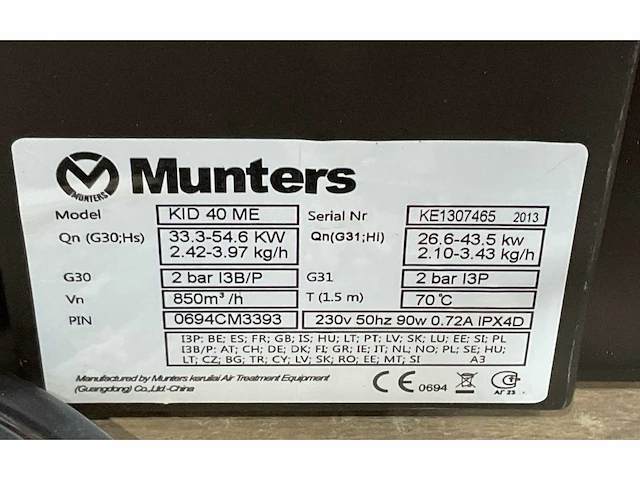 Munters
MUNTERS
Model KID 40 ME Serial Nr KE1307465 2013
Qn (G30;Hs) 33.3-54.6 KW 2.42-3.97 kg/h Qn(G31;Hi) 26.6-43.5 kw 2.10-3.43 kg/h
G30 2 bar I3B/P G31 2 bar I3P
Vn 850m³/h T (1.5 m) 70℃
PIN 0694CM3393 230v 50hz 90w 0.72A IPX4D
I3P: BE; ES; FR; GB; IS; HU; LT; PT; LV; SK; LU; EE; SI; PL
I3B/P: AT; CH; DE; DK; FI; GR; IE; IT; NL; NO; PL; SE; HU;
LT; CZ; BG; TR; CY; LV; SK; RO; EE; MT; SI A3
Manufactured by Munters keruilai Air Treatment Equipment
(Guangdong) Co.,Ltd.-China
CE 0694
АГ 23